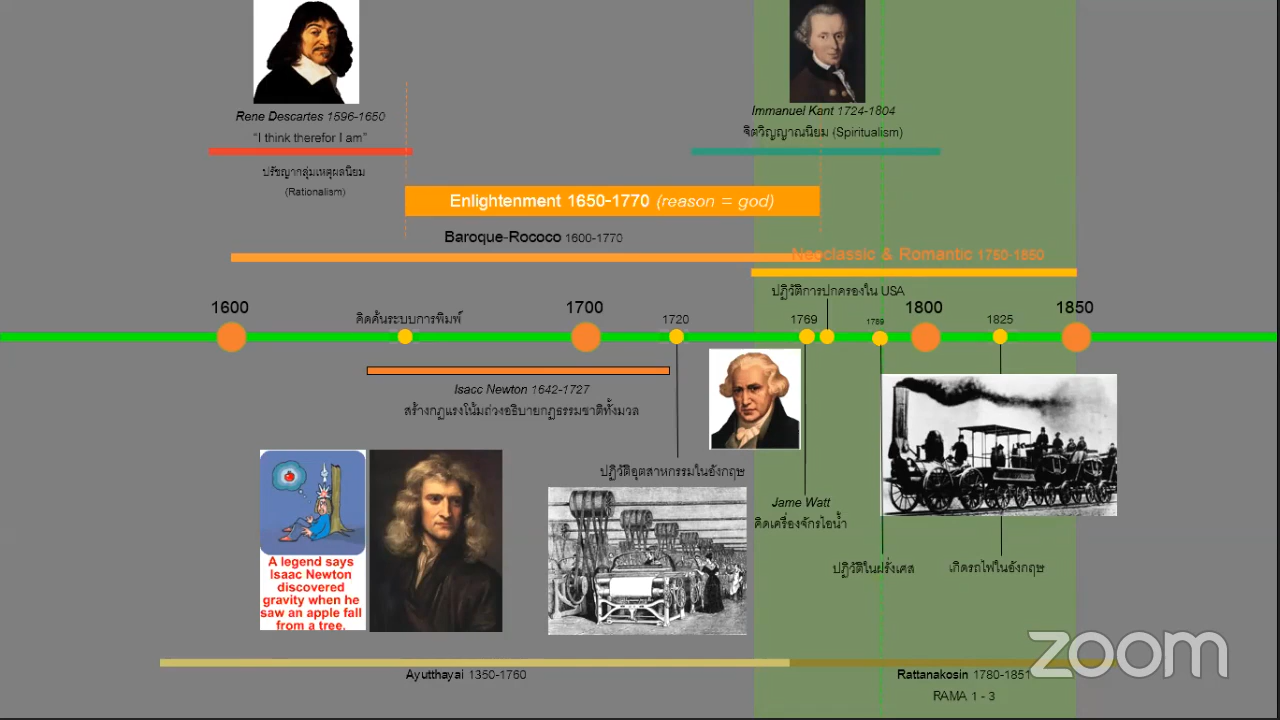 Rene Descartes 1596-1650
"I think therefor I am"
ปรัชญากลุ่มเหตุผลนิยม
(Rationalism)
Immanuel Kant 1724-1804
จิตวิญญาณนิยม (Spiritualism)
Enlightenment 1650-1770 (reason = god)
Baroque-Rococo 1600-1770
Neoclassic & Romantic 1750-1850
ปฏิวัติการปกครองใน USA
1600
คิดค้นระบบการพิมพ์
1700
1720
1769
1789
1800
1825
1850
Isacc Newton 1642-1727
สร้างกฎแรงโน้มถ่วงอธิบายกฎธรรมชาติทั้งมวล
ปฏิวัติอุตสาหกรรมในอังกฤษ
Jame Watt
คิดเครื่องจักรไอน้ำ
ปฏิวัติในฝรั่งเศส
เกิดรถไฟในอังกฤษ
A legend says
Isaac Newton
discovered
gravity when he
saw an apple fall
from a tree.
Ayutthayai 1350-1760
Rattanakosin 1780-1851
RAMA 1 - 3
zoom